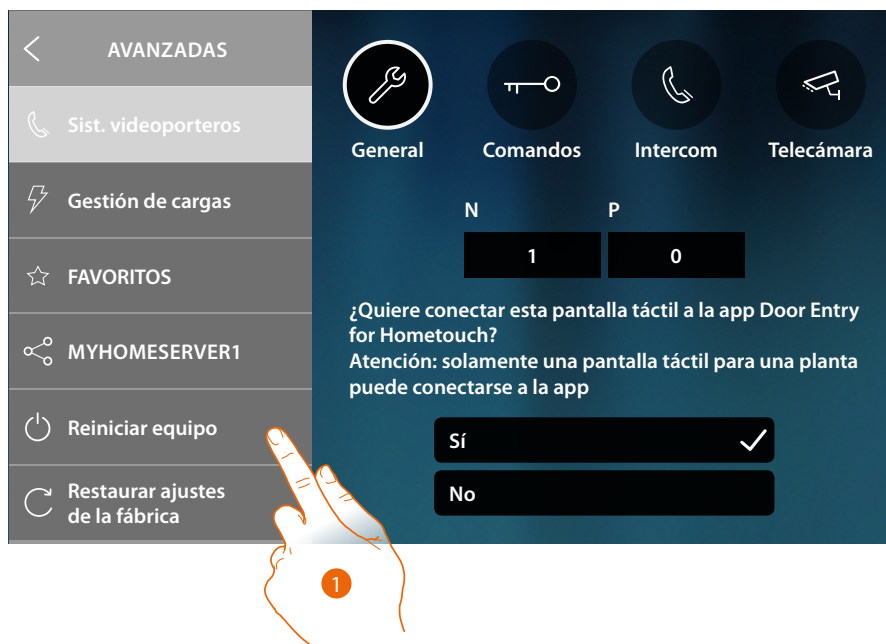 AVANZADAS
Sist. videoporteros
Gestión de cargas
FAVORITOS
MYHOMESERVER1
Reiniciar equipo
Restaurar ajustes
de la fábrica
General
Comandos
Intercom
Telecámara
N
P
1
0
¿Quiere conectar esta pantalla táctil a la app Door Entry
for Hometouch?
Atención: solamente una pantalla táctil para una planta
puede conectarse a la app
Sí
No
1